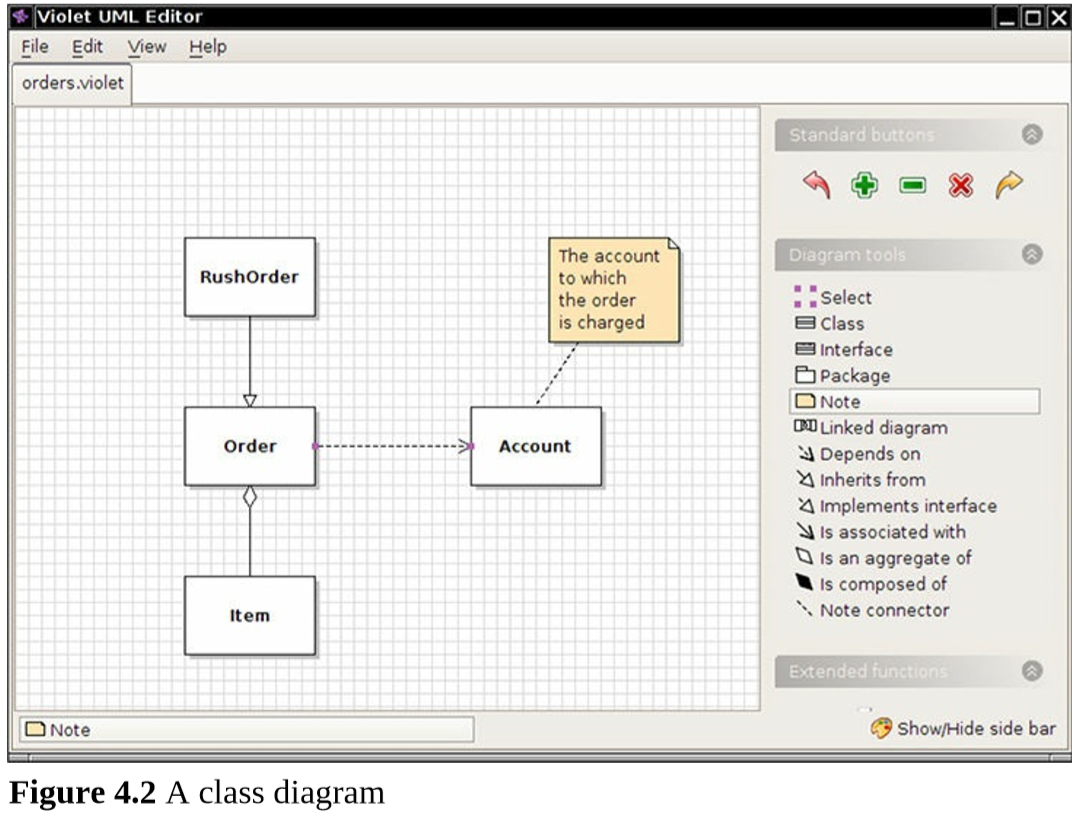 Violet UML Editor
File Edit View Help
orders.violet
Standard buttons
Diagram tools
Select
Class
Interface
Package
Note
Linked diagram
Depends on
Inherits from
Implements interface
Is associated with
Is an aggregate of
Is composed of
Note connector
Extended functions
RushOrder
The account
to which
the order
is charged
Order
Account
Item
Note
Show/Hide side bar
Figure 4.2 A class diagram